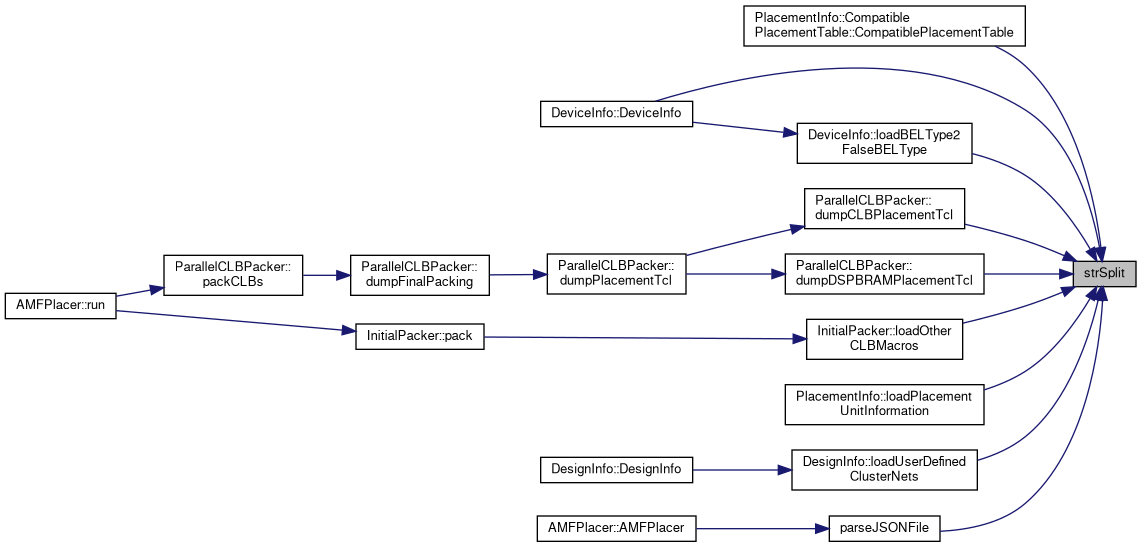 PlacementInfo::Compatible
PlacementTable::CompatiblePlacementTable
DeviceInfo::DeviceInfo
DeviceInfo::loadBELType2
FalseBELType
ParallelCLBPacker::
dumpCLBPlacementTcl
ParallelCLBPacker::
packCLBs
ParallelCLBPacker::
dumpFinalPacking
ParallelCLBPacker::
dumpPlacementTcl
ParallelCLBPacker::
dumpDSPBRAMPlacementTcl
strSplit
AMFPlacer::run
InitialPacker::pack
InitialPacker::loadOther
CLBMacros
PlacementInfo::loadPlacement
UnitInformation
DesignInfo::DesignInfo
DesignInfo::loadUserDefined
ClusterNets
AMFPlacer::AMFPlacer
parseJSONFile